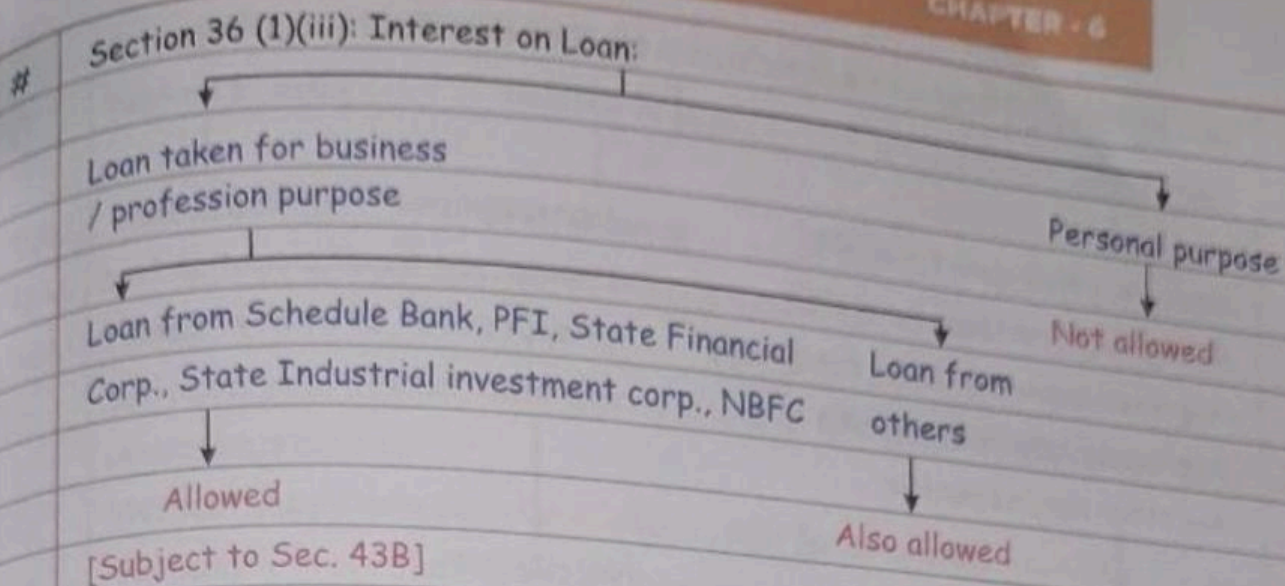 CHAPTER - 6
# Section 36 (1)(iii): Interest on Loan:
Loan taken for business
/ profession purpose
Personal purpose
Not allowed
Loan from Schedule Bank, PFI, State Financial
Corp., State Industrial investment corp., NBFC
Loan from
others
Allowed
[Subject to Sec. 43B]
Also allowed